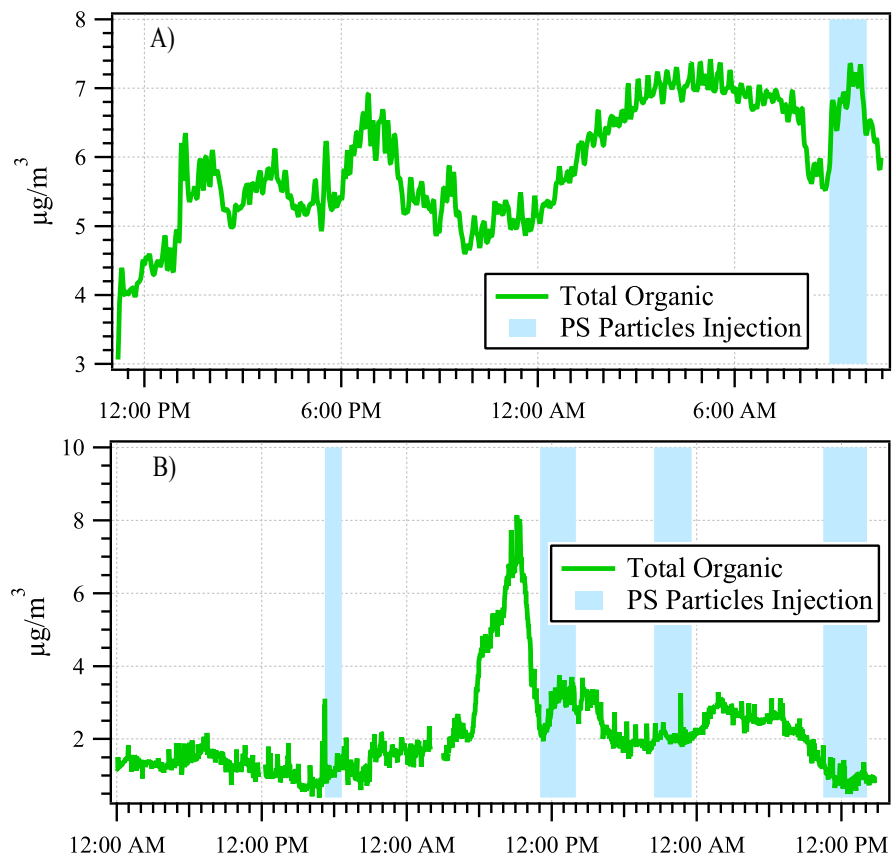 A)
8
7
6
5
4
3
µg/m3
Total Organic
PS Particles Injection
12:00 PM 6:00 PM 12:00 AM 6:00 AM
B)
10
8
6
4
2
µg/m3
Total Organic
PS Particles Injection
12:00 AM 12:00 PM 12:00 AM 12:00 PM 12:00 AM 12:00 PM